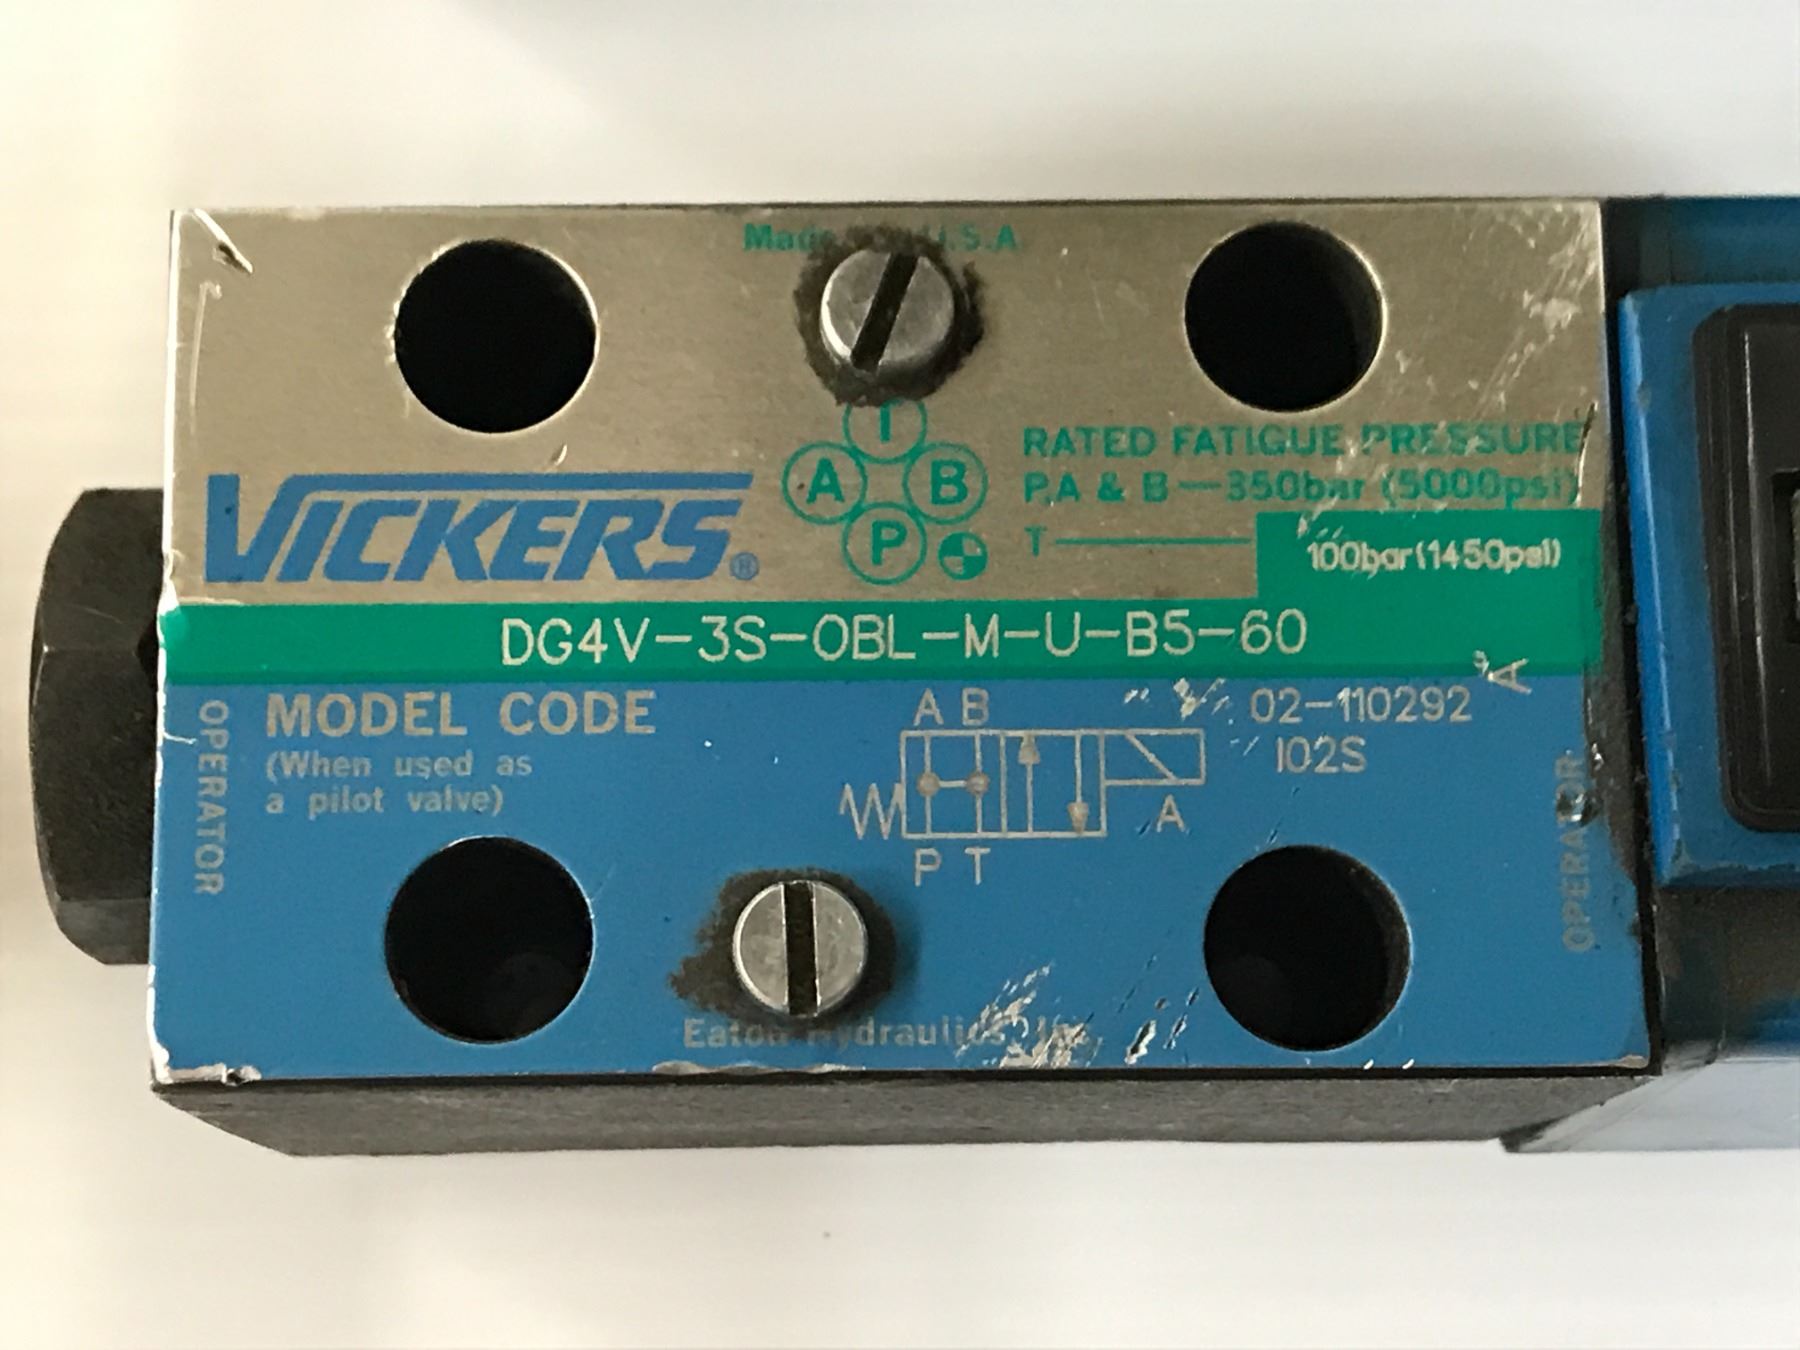 Made U.S.A.
T
A B
P
VICKERS®
RATED FATIGUE PRESSURE
P,A & B—350bar (5000psi)
T— 100bar(1450psi)
DG4V-3S-OBL-M-U-B5-60
OPERATOR
MODEL CODE
(When used as
a pilot valve)
A B
P T
A
02-110292
102S
A
OPERATOR
Eaton Hydraulics, Inc.